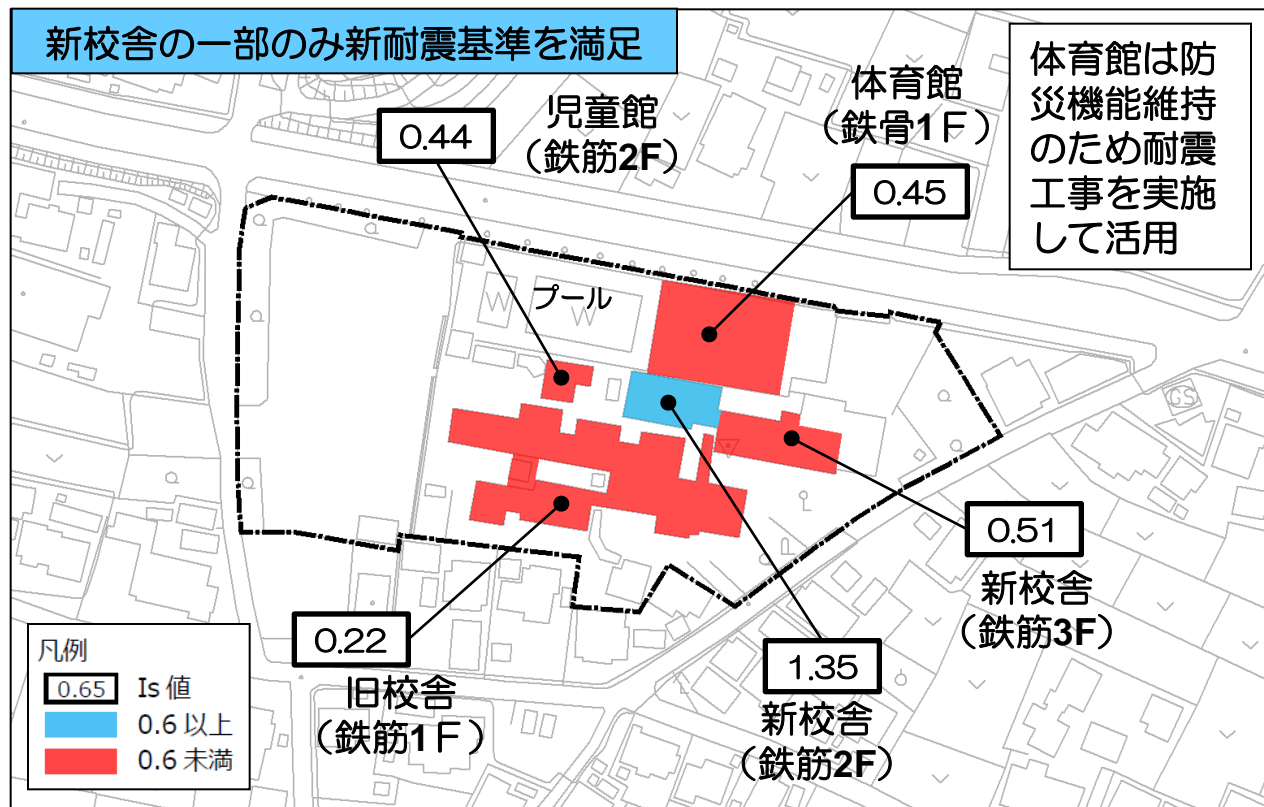 新校舎の一部のみ新耐震基準を満足
体育館は防
災機能維持
のため耐震
工事を実施
して活用
児童館
（鉄筋2F）
0.44
体育館
（鉄骨1Ｆ）
0.45
プール
W
W
GS
0.51
新校舎
（鉄筋3F）
1.35
新校舎
（鉄筋2F）
0.22
旧校舎
（鉄筋1Ｆ）
凡例
0.65 Is 値
0.6 以上
0.6 未満